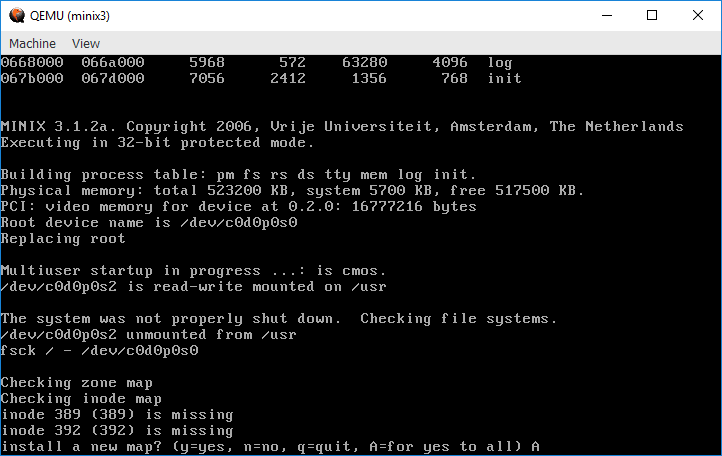 QEMU (minix3)
Machine View
0668000 066a000 5968 572 63280 4096 log
067b000 067d000 7056 2412 1356 768 init
MINIX 3.1.2a. Copyright 2006, Vrije Universiteit, Amsterdam, The Netherlands
Executing in 32-bit protected mode.
Building process table: pm fs rs ds tty mem log init.
Physical memory: total 523200 KB, system 5700 KB, free 517500 KB.
PCI: video memory for device at 0.2.0: 16777216 bytes
Root device name is /dev/c0d0p0s0
Replacing root
Multiuser startup in progress ...: is cmos.
/dev/c0d0p0s2 is read-write mounted on /usr
The system was not properly shut down. Checking file systems.
/dev/c0d0p0s2 unmounted from /usr
fsck / - /dev/c0d0p0s0
Checking zone map
Checking inode map
inode 389 (389) is missing
inode 392 (392) is missing
install a new map? (y=yes, n=no, q=quit, A=for yes to all) A